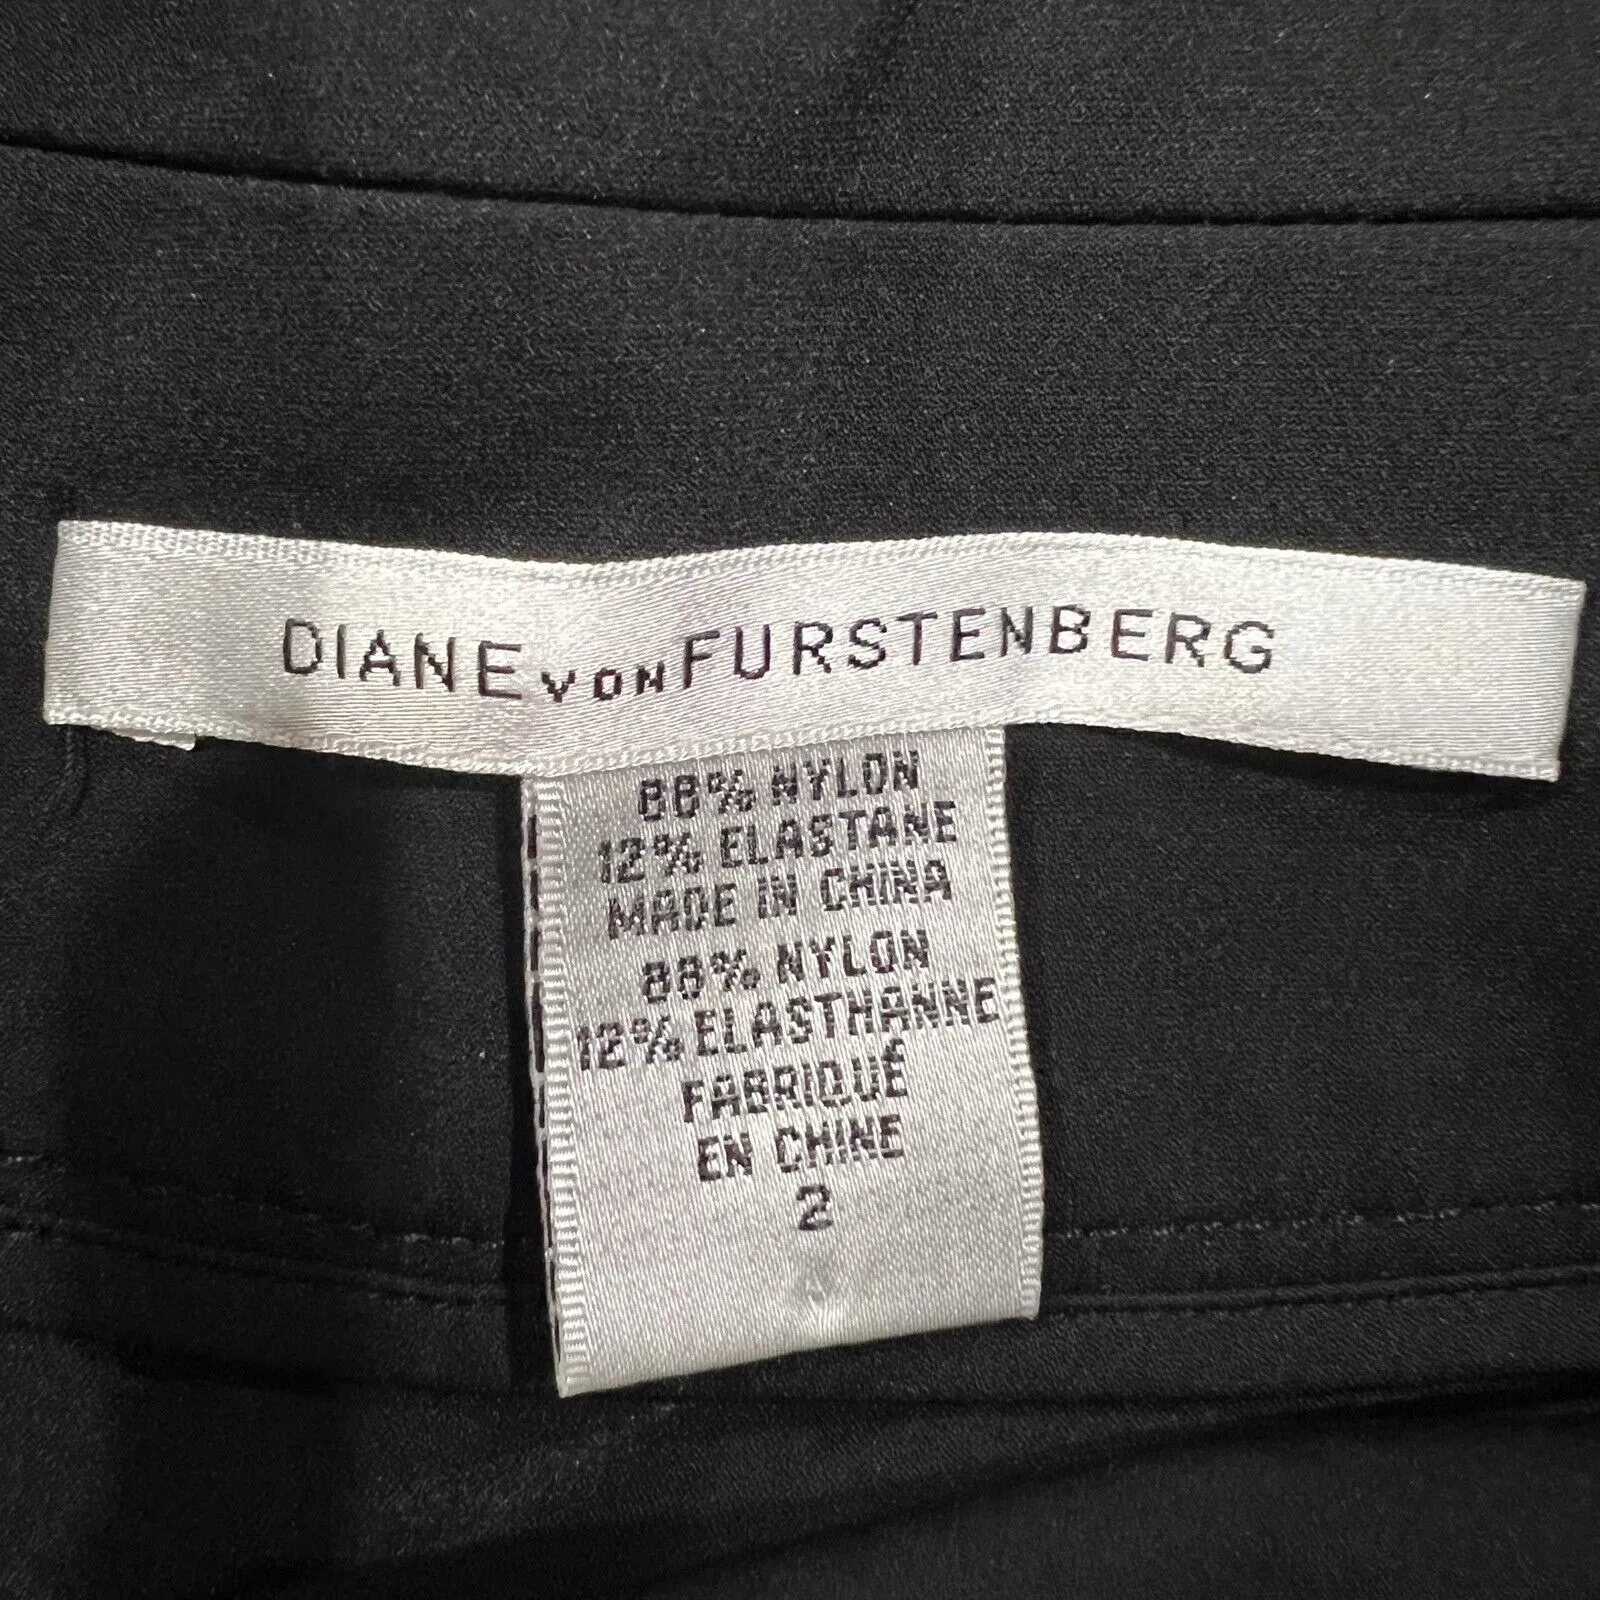 DIANE VON FURSTENBERG
88% NYLON
12% ELASTANE
MADE IN CHINA
88% NYLON
12% ELASTHANNE
FABRIQUÉ
EN CHINE
2